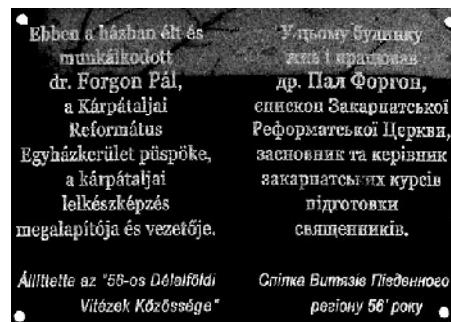 Ebben a házban élt és
munkálkodott
dr. Forgon Pál,
a Kárpátaljai
Református
Egyházkerület püspöke,
a kárpátaljai
lelkészképzés
megalapítója és vezetője.
Állíttette az "56-os Délalföldi
Vitézek Közössége"
У цьому будинку
жив і працював
др. Пал Форгон,
єпископ Закарпатської
Реформатської Церкви,
засновник та керівник
закарпатських курсів
підготовки
священників.
Спілка Витязів Південного
регіону 56' року